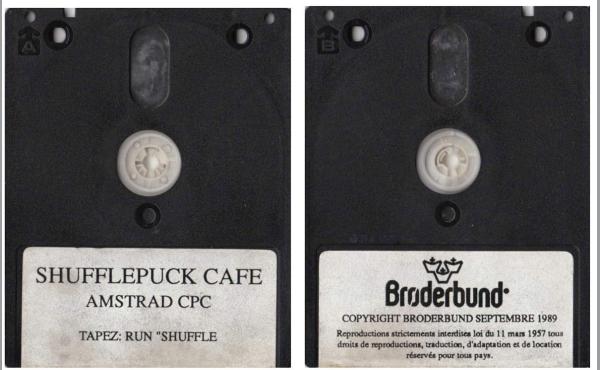 A
SHUFFLEPUCK CAFE
AMSTRAD CPC
TAPEZ: RUN "SHUFFLE
B
Brøderbund
COPYRIGHT BRODERBUND SEPTEMBRE 1989
Reproductions strictements interdites loi du 11 mars 1957 tous
droits de reproductions, traduction, d'adaptation et de location
réservés pour tous pays.